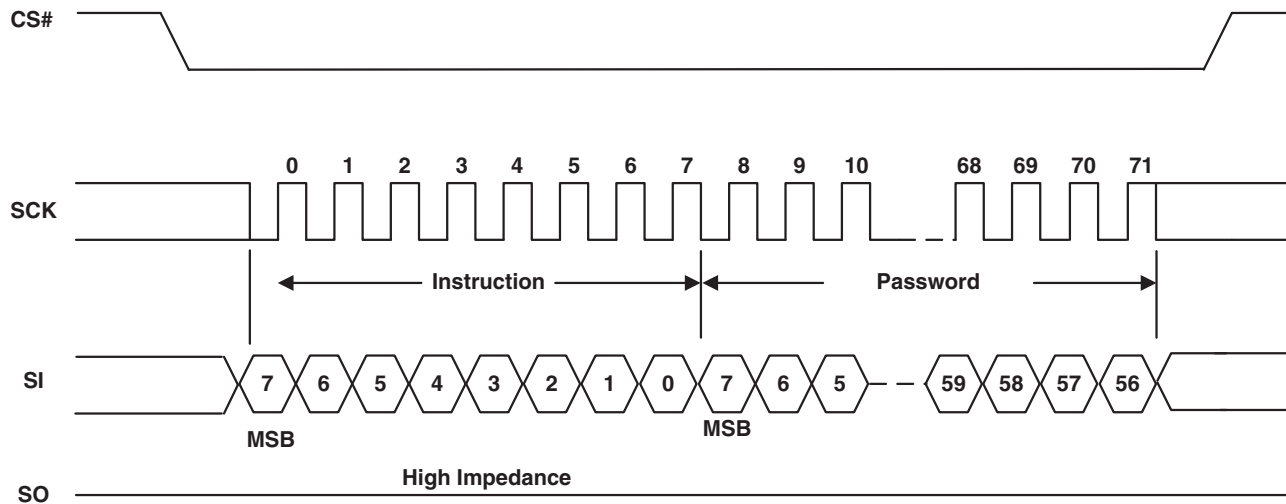 CS#
0 1 2 3 4 5 6 7 8 9 10 68 69 70 71
SCK
Instruction Password
SI 7 6 5 4 3 2 1 0 7 6 5 59 58 57 56
MSB MSB
High Impedance
SO